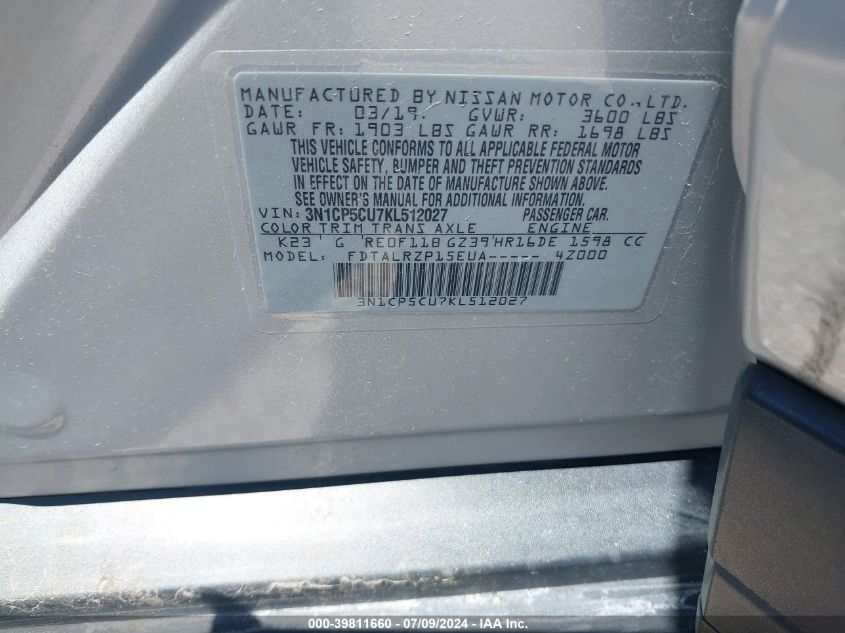 MANUFACTURED BY NISSAN MOTOR CO., LTD.
DATE: 03/19. GVWR: 3600 LBS
GAWR FR: 1903 LBS GAWR RR: 1698 LBS
THIS VEHICLE CONFORMS TO ALL APPLICABLE FEDERAL MOTOR
VEHICLE SAFETY, BUMPER AND THEFT PREVENTION STANDARDS
IN EFFECT ON THE DATE OF MANUFACTURE SHOWN ABOVE.
SEE OWNER'S MANUAL FOR ADDITIONAL INFORMATION.
VIN: 3N1CP5CU7KL512027 PASSENGER CAR.
COLOR TRIM TRANS AXLE ENGINE
K23 G RE0F11B GZ39 HR16DE 1598 CC
MODEL: FDTALRZP15EUA----- 4Z000
3N1CP5CU7KL512027
000-39811660 07/09/2024 © IAA Holdings, LLC